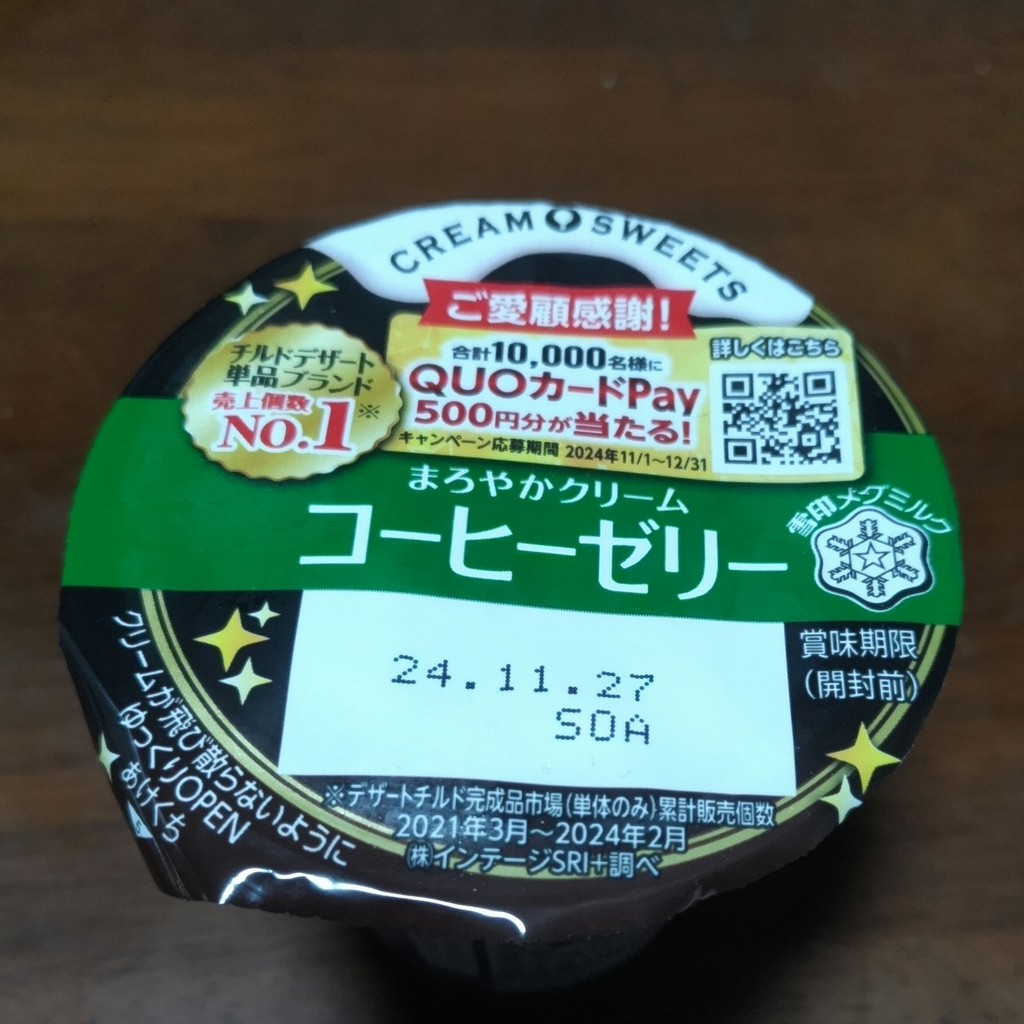 CREAM SWEETS
ご愛顧感謝!
チルドデザート
単品ブランド
売上個数
No.1※
合計10,000名様に
QUOカードPay
500円分が当たる!
キャンペーン応募期間 2024年11/1~12/31
詳しくはこちら
まろやかクリーム
コーヒーゼリー
雪印メグミルク
賞味期限
(開封前)
24.11.27
SOA
クリームが飛び散らないように
ゆっくりOPEN
あけくち
※デザートチルド完成品市場(単体のみ)累計販売個数
2021年3月~2024年2月
㈱インテージSRI+調べ